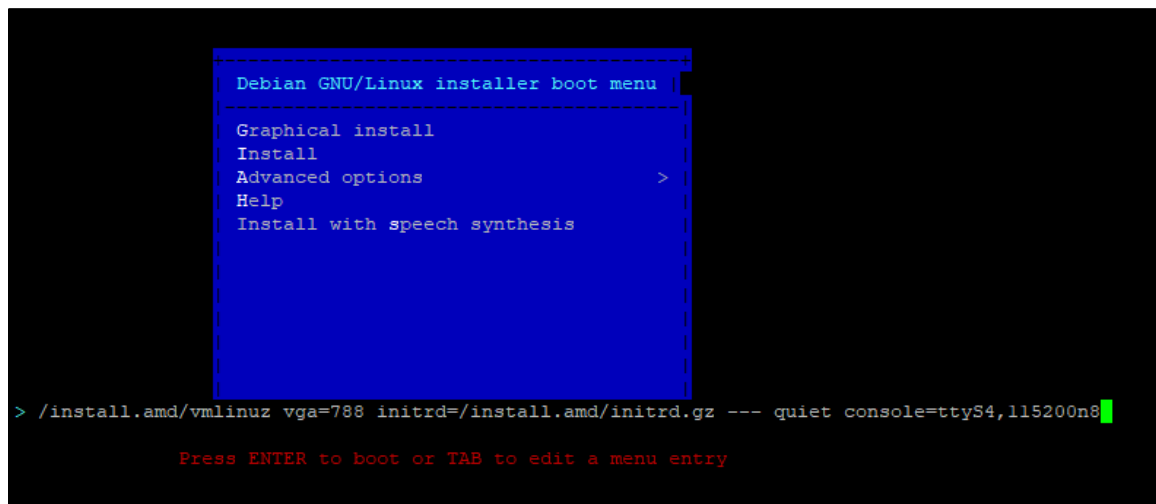 Debian GNU/Linux installer boot menu
Graphical install
Install
Advanced options >
Help
Install with speech synthesis
> /install.amd/vmlinuz vga=788 initrd=/install.amd/initrd.gz --- quiet console=ttyS4,115200n8
Press ENTER to boot or TAB to edit a menu entry